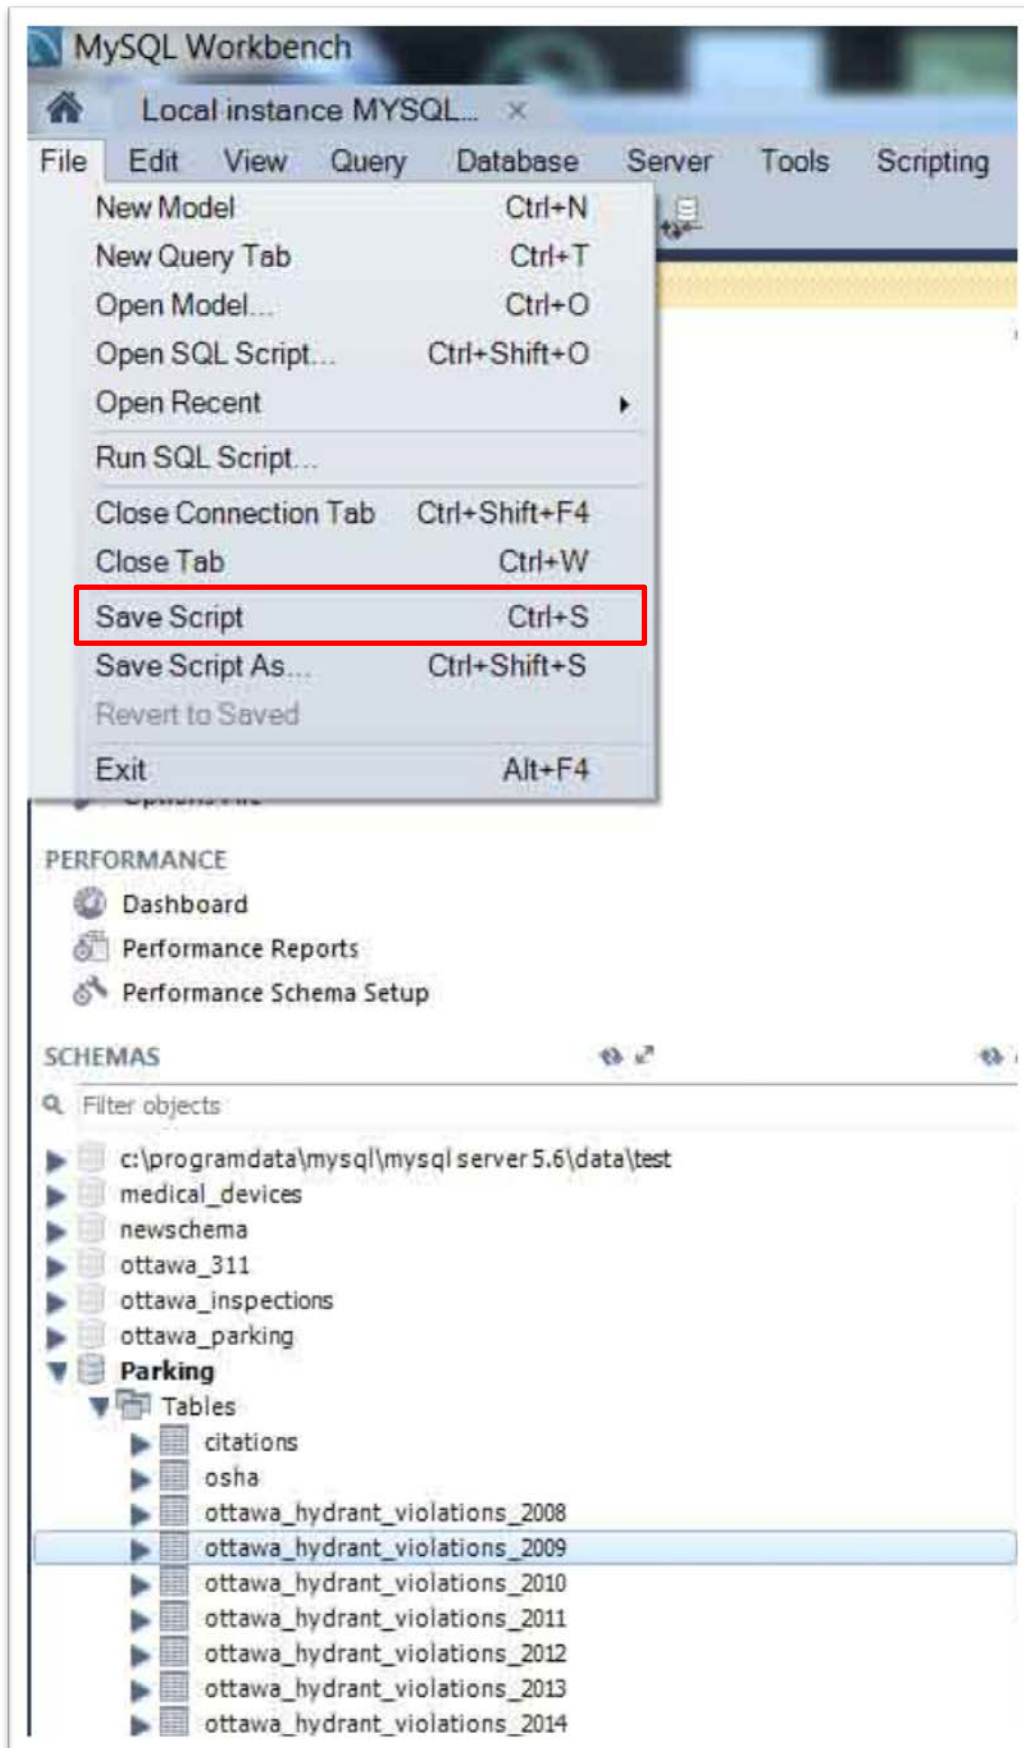 MySQL Workbench
Local instance MYSQL... ×
File Edit View Query Database Server Tools Scripting
New Model Ctrl+N
New Query Tab Ctrl+T
Open Model... Ctrl+O
Open SQL Script... Ctrl+Shift+O
Open Recent
Run SQL Script...
Close Connection Tab Ctrl+Shift+F4
Close Tab Ctrl+W
Save Script Ctrl+S
Save Script As... Ctrl+Shift+S
Revert to Saved
Exit Alt+F4
PERFORMANCE
Dashboard
Performance Reports
Performance Schema Setup
SCHEMAS
Filter objects
c:\programdata\mysql\mysql server 5.6\data\test
medical_devices
newschema
ottawa_311
ottawa_inspections
ottawa_parking
Parking
Tables
citations
osha
ottawa_hydrant_violations_2008
ottawa_hydrant_violations_2009
ottawa_hydrant_violations_2010
ottawa_hydrant_violations_2011
ottawa_hydrant_violations_2012
ottawa_hydrant_violations_2013
ottawa_hydrant_violations_2014